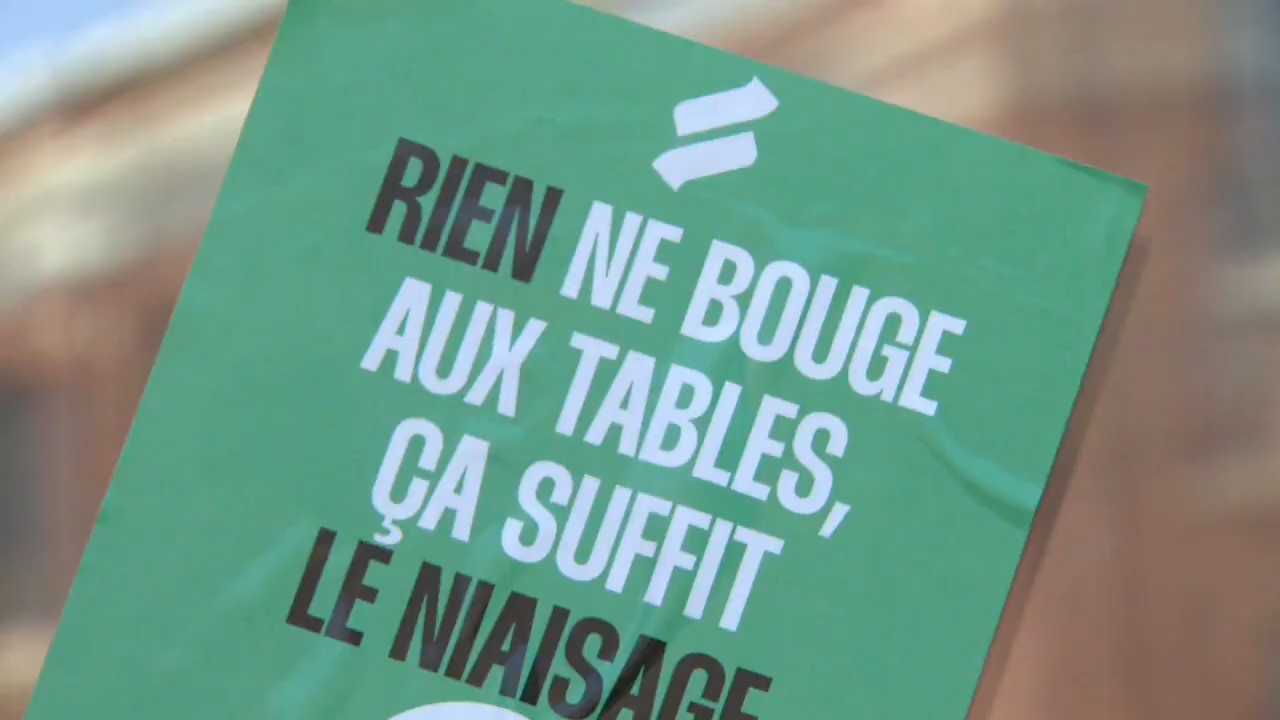 RIEN NE BOUGE
AUX TABLES,
ÇA SUFFIT
LE NIAISAGE